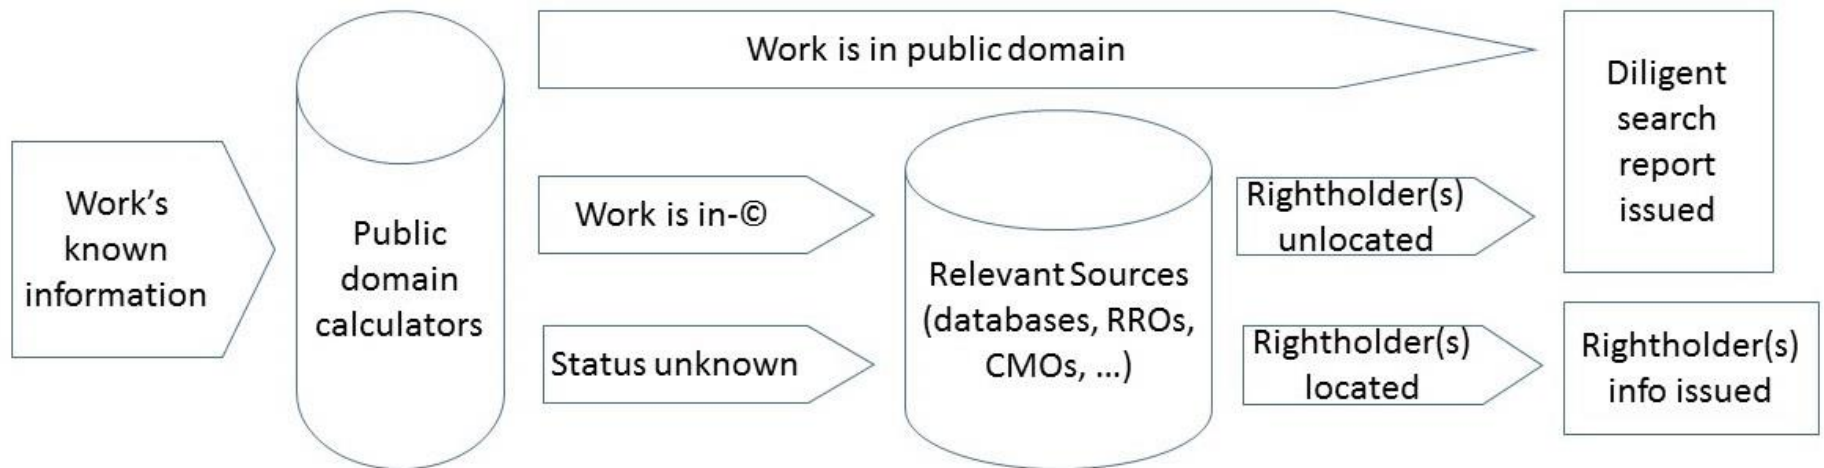 Work's
known
information
Public
domain
calculators
Work is in public domain
Work is in-©
Status unknown
Relevant Sources
(databases, RROs,
CMOs, ...)
Rightholder(s)
unlocated
Rightholder(s)
located
Diligent
search
report
issued
Rightholder(s)
info issued